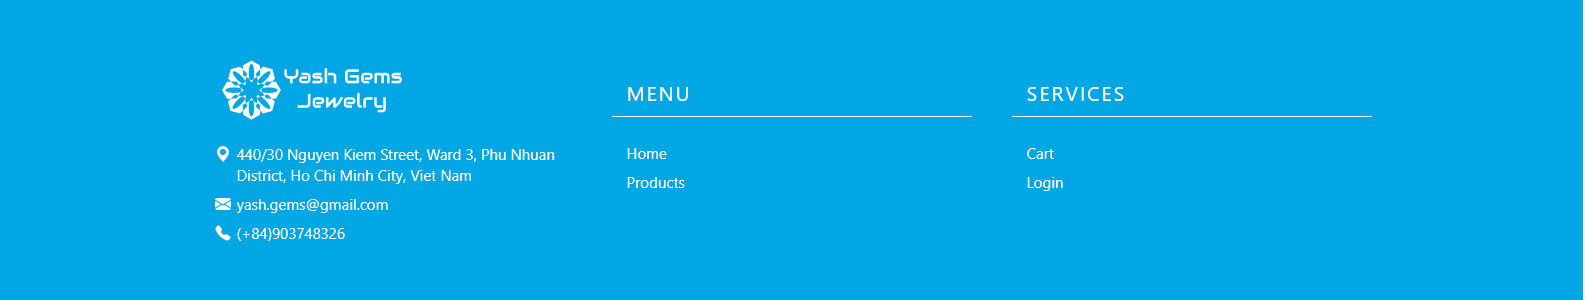 Yash Gems
Jewelry
440/30 Nguyen Kiem Street, Ward 3, Phu Nhuan
District, Ho Chi Minh City, Viet Nam
yash.gems@gmail.com
(+84)903748326
MENU
Home
Products
SERVICES
Cart
Login